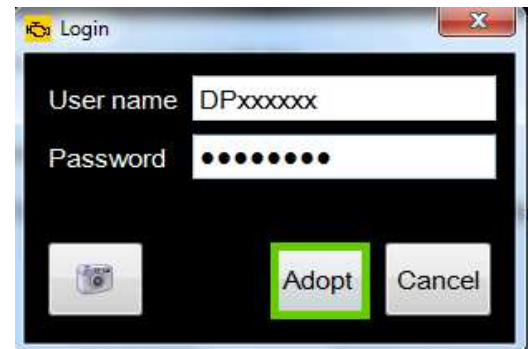 Login
User name DPxxxxxx
Password ●●●●●●●●
Adopt Cancel